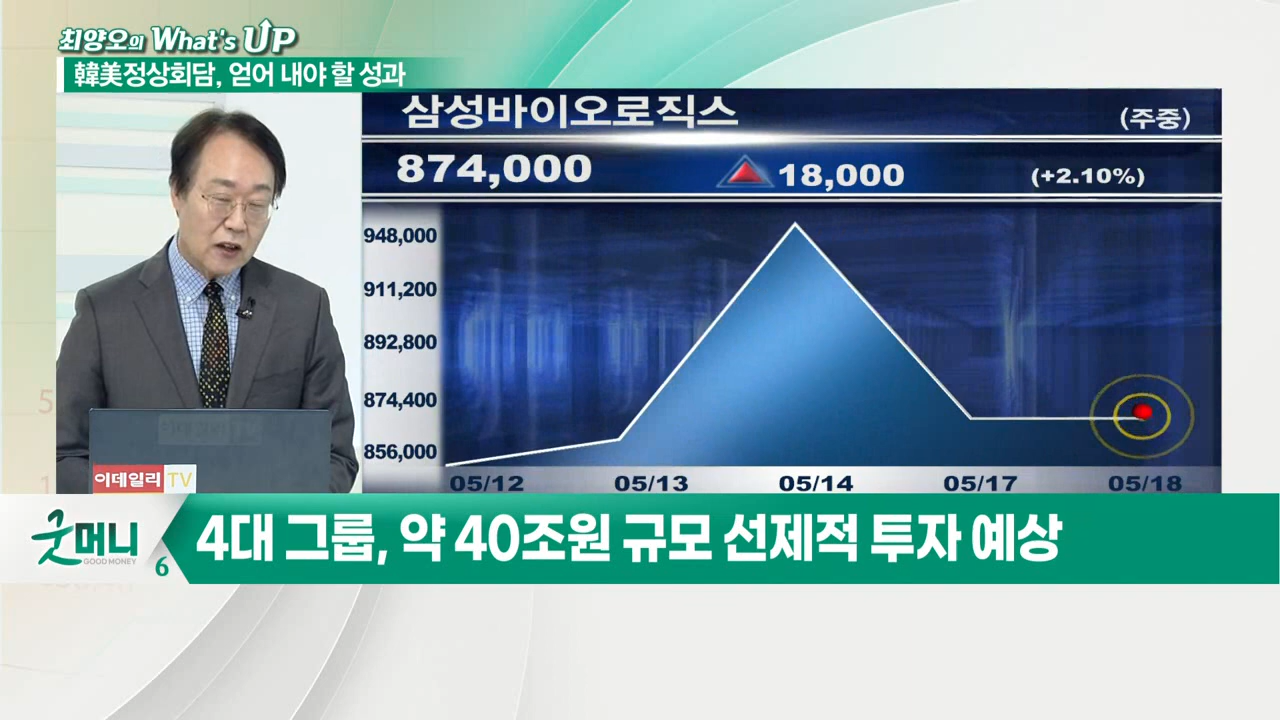 최양오의 What's UP
韓美정상회담, 얻어 내야 할 성과
삼성바이오로직스 (주중)
874,000 18,000 (+2.10%)
948,000
911,200
892,800
874,400
856,000
05/12 05/13 05/14 05/17 05/18
이데일리 TV
굿머니
GOOD MONEY
6
4대 그룹, 약 40조원 규모 선제적 투자 예상